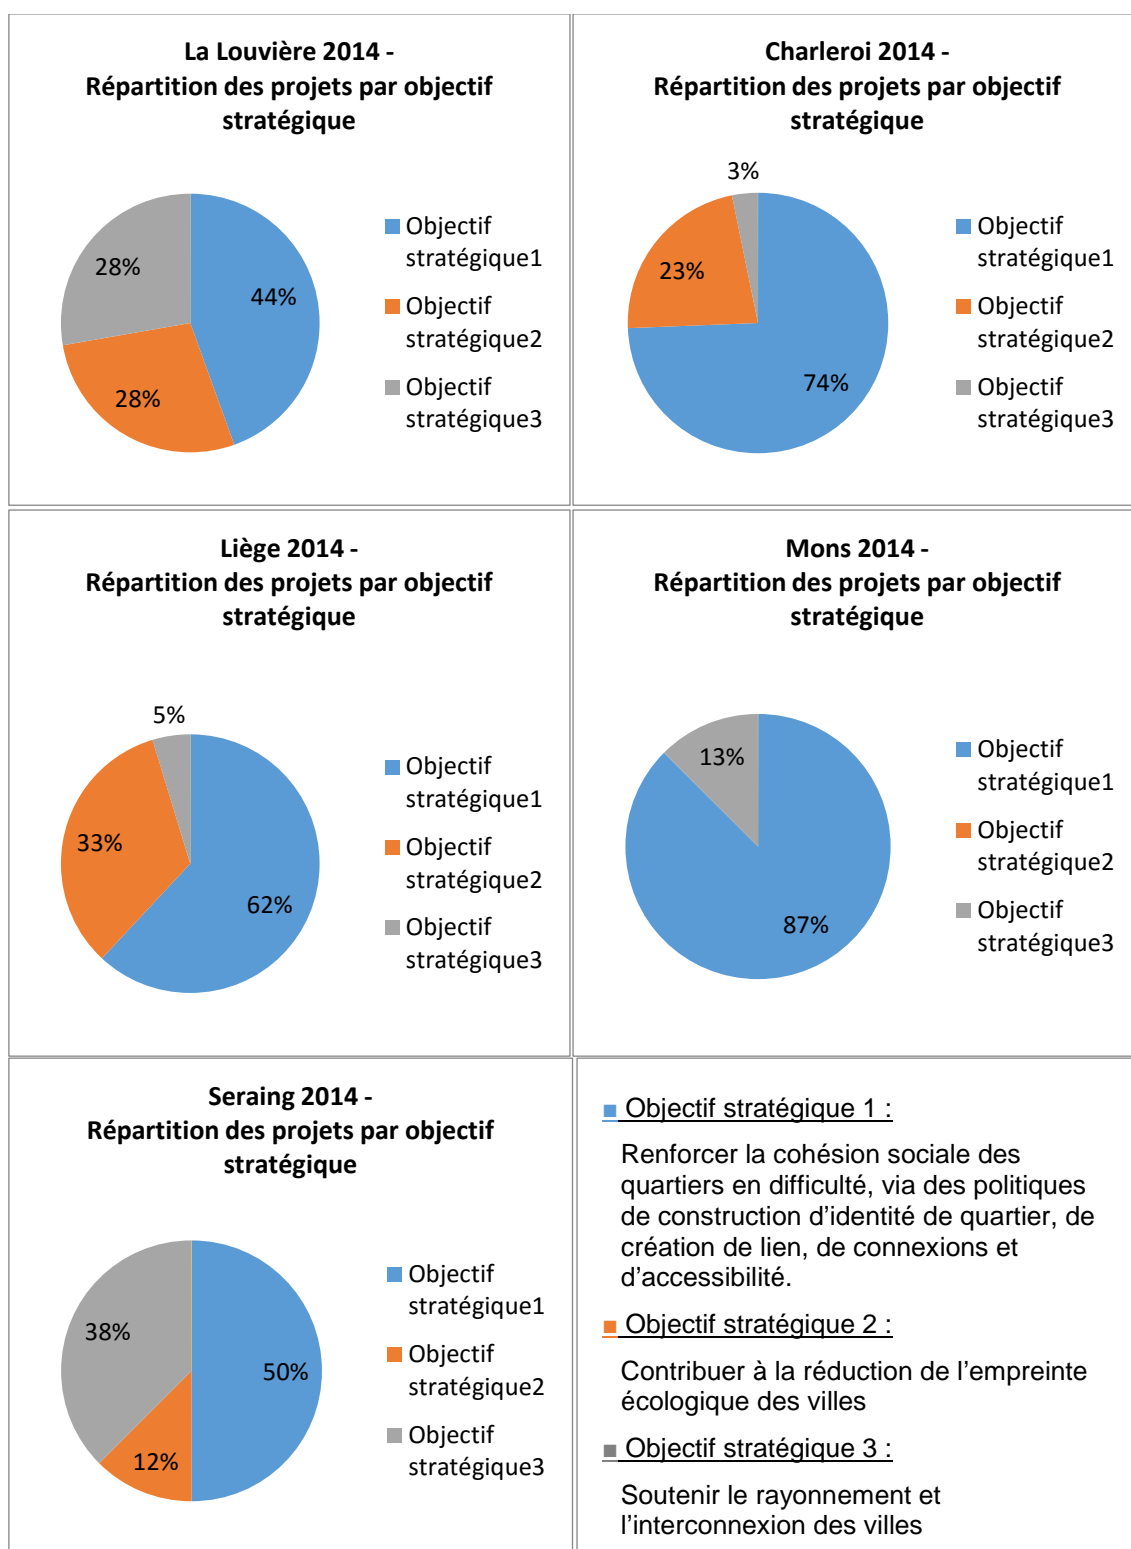 La Louvière 2014 -
Répartition des projets par objectif
stratégique
28%
44%
28%
Objectif
stratégique1
Objectif
stratégique2
Objectif
stratégique3
Charleroi 2014 -
Répartition des projets par objectif
stratégique
3%
23%
74%
Objectif
stratégique1
Objectif
stratégique2
Objectif
stratégique3
Liège 2014 -
Répartition des projets par objectif
stratégique
5%
33%
62%
Objectif
stratégique1
Objectif
stratégique2
Objectif
stratégique3
Mons 2014 -
Répartition des projets par objectif
stratégique
13%
87%
Objectif
stratégique1
Objectif
stratégique2
Objectif
stratégique3
Seraing 2014 -
Répartition des projets par objectif
stratégique
38%
50%
12%
Objectif
stratégique1
Objectif
stratégique2
Objectif
stratégique3
Objectif stratégique 1 :
Renforcer la cohésion sociale des
quartiers en difficulté, via des politiques
de construction d’identité de quartier, de
création de lien, de connexions et
d’accessibilité.
Objectif stratégique 2 :
Contribuer à la réduction de l’empreinte
écologique des villes
Objectif stratégique 3 :
Soutenir le rayonnement et
l’interconnexion des villes